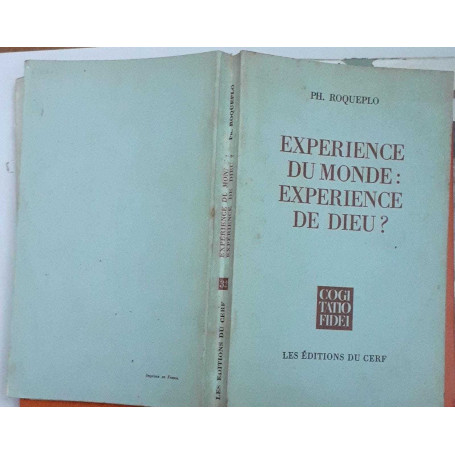 PH. ROQUEPLO
EXPERIENCE
DU MONDE :
EXPERIENCE
DE DIEU ?
COGI
TATIO
FIDEI
LES ÉDITIONS DU CERF
PH. ROQUEPLO
EXPERIENCE DU MONDE :
EXPERIENCE DE DIEU ?
LES EDITIONS DU CERF